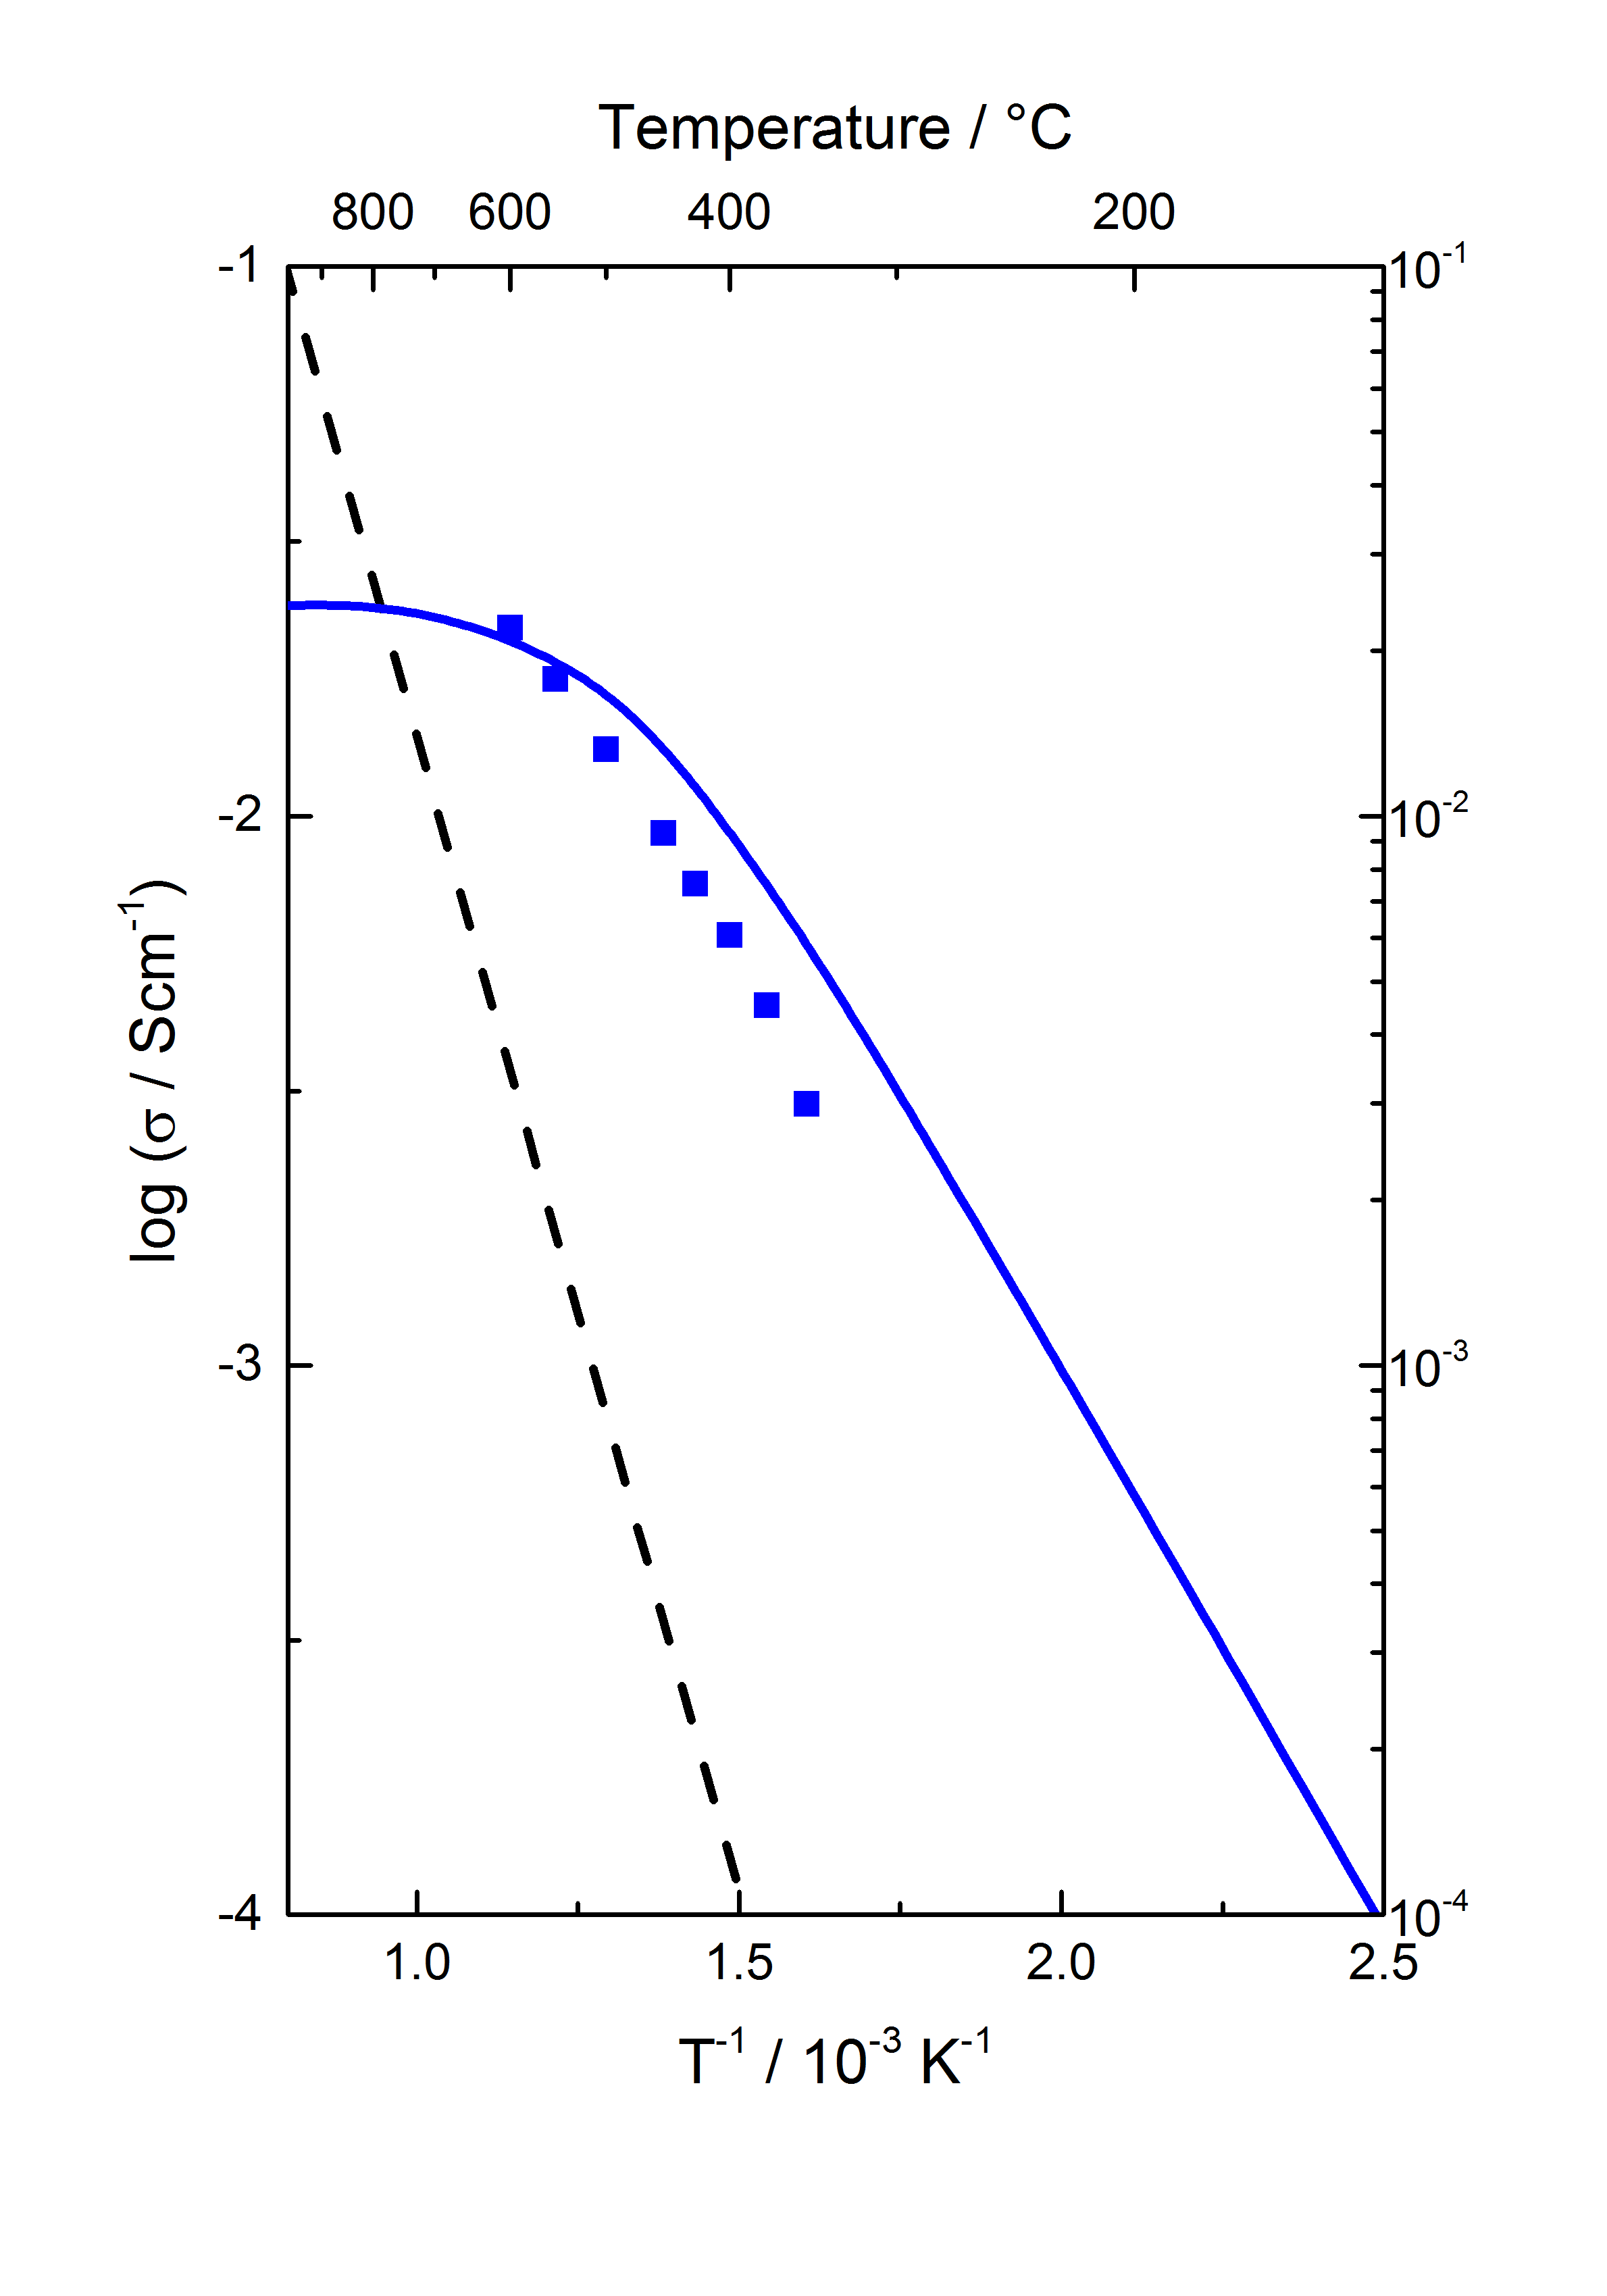 Temperature / °C
800 600 400 200
-1 10⁻¹
-2 10⁻²
log (σ / Scm⁻¹)
-3 10⁻³
-4 10⁻⁴
1.0 1.5 2.0 2.5
T⁻¹ / 10⁻³ K⁻¹